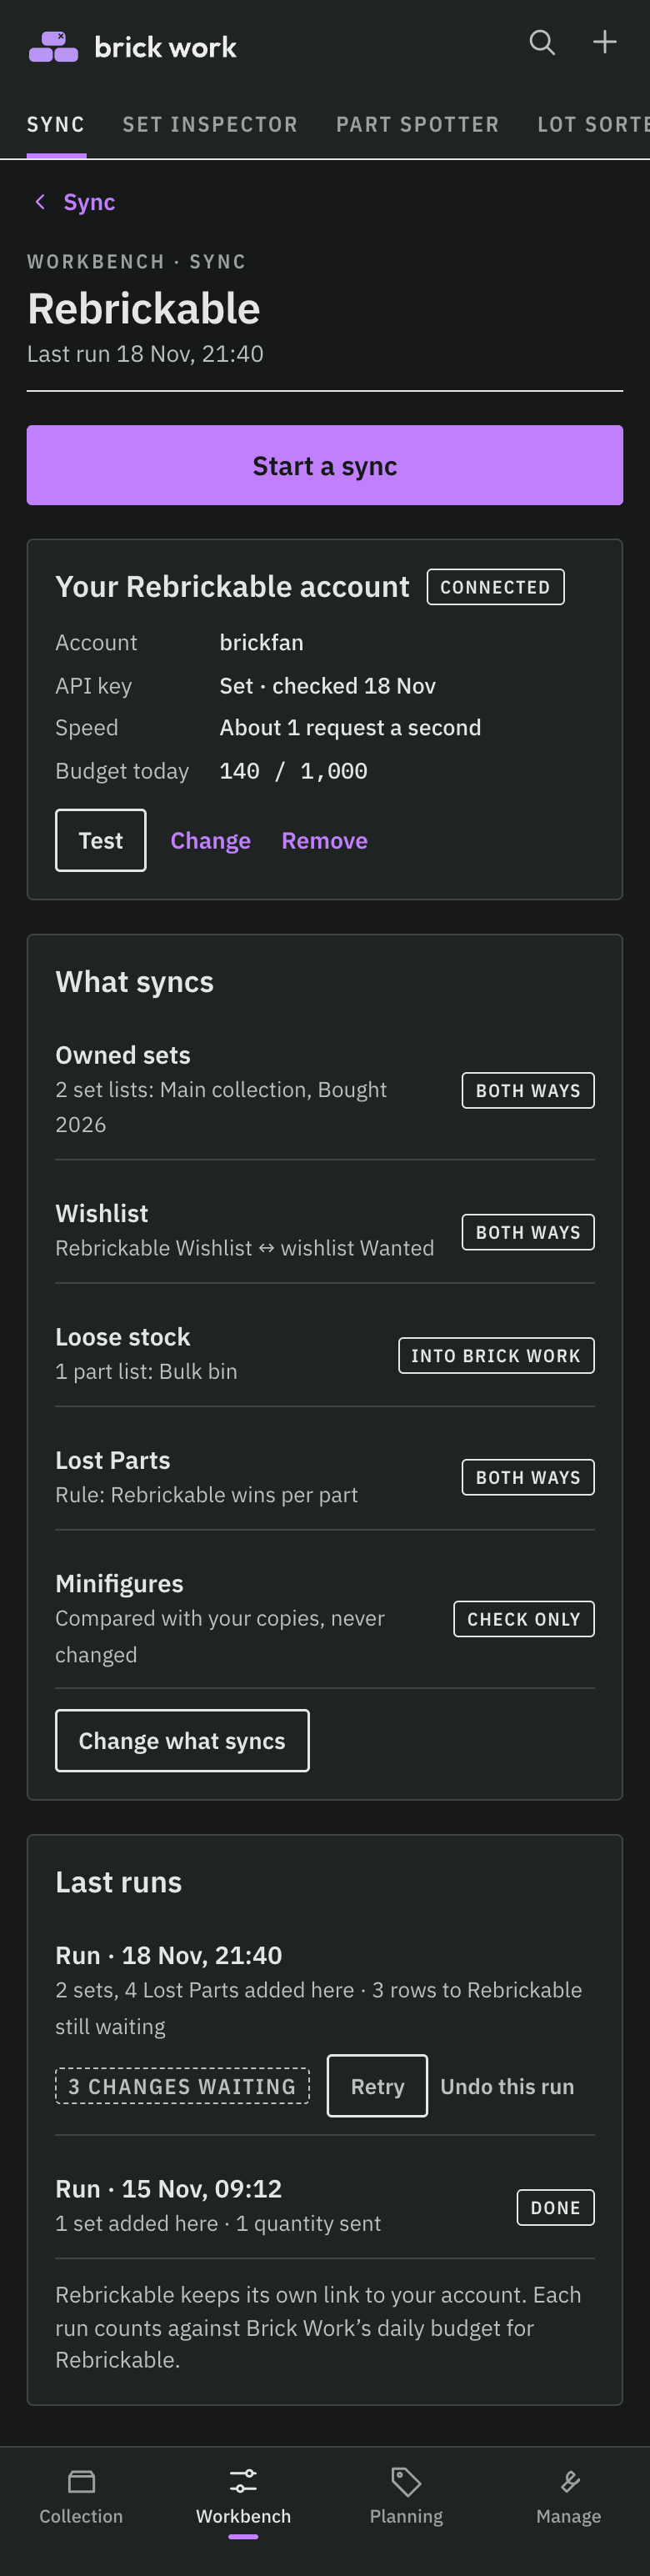 brick work
SYNC SET INSPECTOR PART SPOTTER LOT SORTE
Sync
WORKBENCH · SYNC
Rebrickable
Last run 18 Nov, 21:40
Start a sync
Your Rebrickable account CONNECTED
Account brickfan
API key Set · checked 18 Nov
Speed About 1 request a second
Budget today 140 / 1,000
Test Change Remove
What syncs
Owned sets
2 set lists: Main collection, Bought
2026
BOTH WAYS
Wishlist
Rebrickable Wishlist ↔ wishlist Wanted
BOTH WAYS
Loose stock
1 part list: Bulk bin
INTO BRICK WORK
Lost Parts
Rule: Rebrickable wins per part
BOTH WAYS
Minifigures
Compared with your copies, never
changed
CHECK ONLY
Change what syncs
Last runs
Run · 18 Nov, 21:40
2 sets, 4 Lost Parts added here · 3 rows to Rebrickable
still waiting
3 CHANGES WAITING Retry Undo this run
Run · 15 Nov, 09:12
1 set added here · 1 quantity sent
DONE
Rebrickable keeps its own link to your account. Each
run counts against Brick Work’s daily budget for
Rebrickable.
Collection Workbench Planning Manage